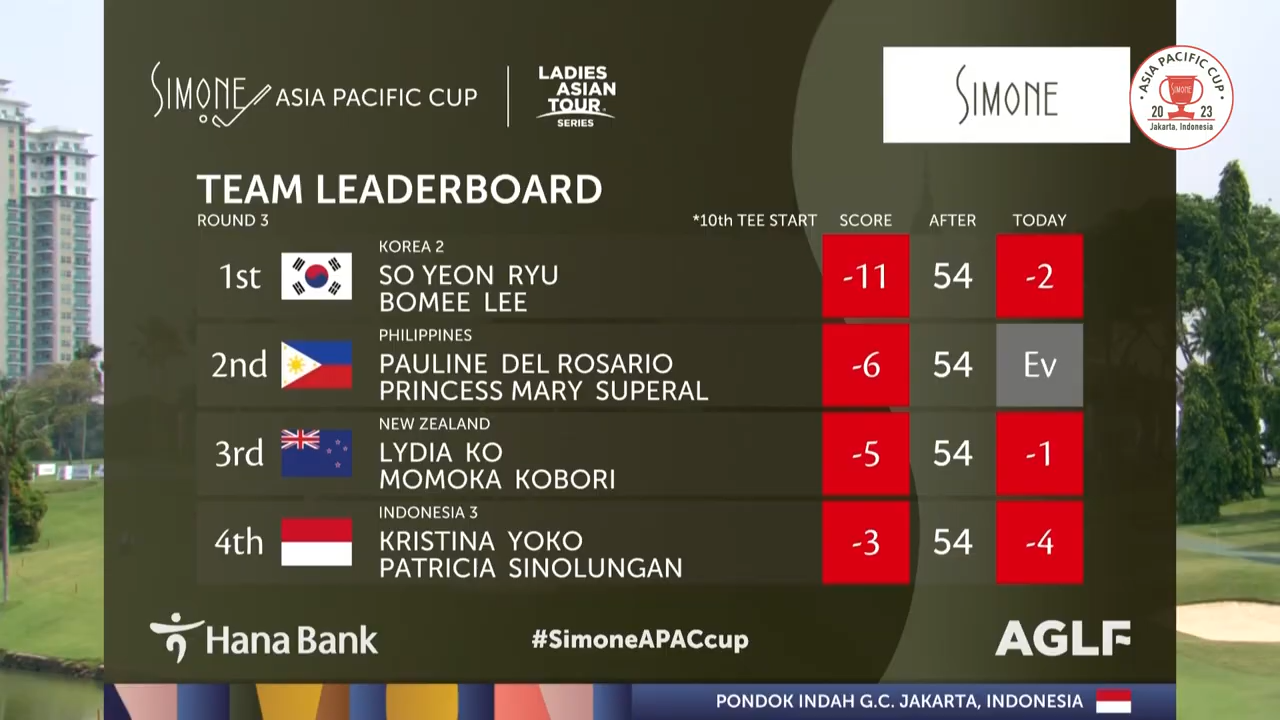 SIMONE ASIA PACIFIC CUP
LADIES
ASIAN
TOUR
SERIES
SIMONE
ASIA PACIFIC CUP
SIMONE
20 23
Jakarta, Indonesia
TEAM LEADERBOARD
ROUND 3 *10th TEE START SCORE AFTER TODAY
KOREA 2
1st SO YEON RYU -11 54 -2
BOMEE LEE
PHILIPPINES
2nd PAULINE DEL ROSARIO -6 54 Ev
PRINCESS MARY SUPERAL
NEW ZEALAND
3rd LYDIA KO -5 54 -1
MOMOKA KOBORI
INDONESIA 3
4th KRISTINA YOKO -3 54 -4
PATRICIA SINOLUNGAN
Hana Bank #SimoneAPACcup AGLF
PONDOK INDAH G.C. JAKARTA, INDONESIA